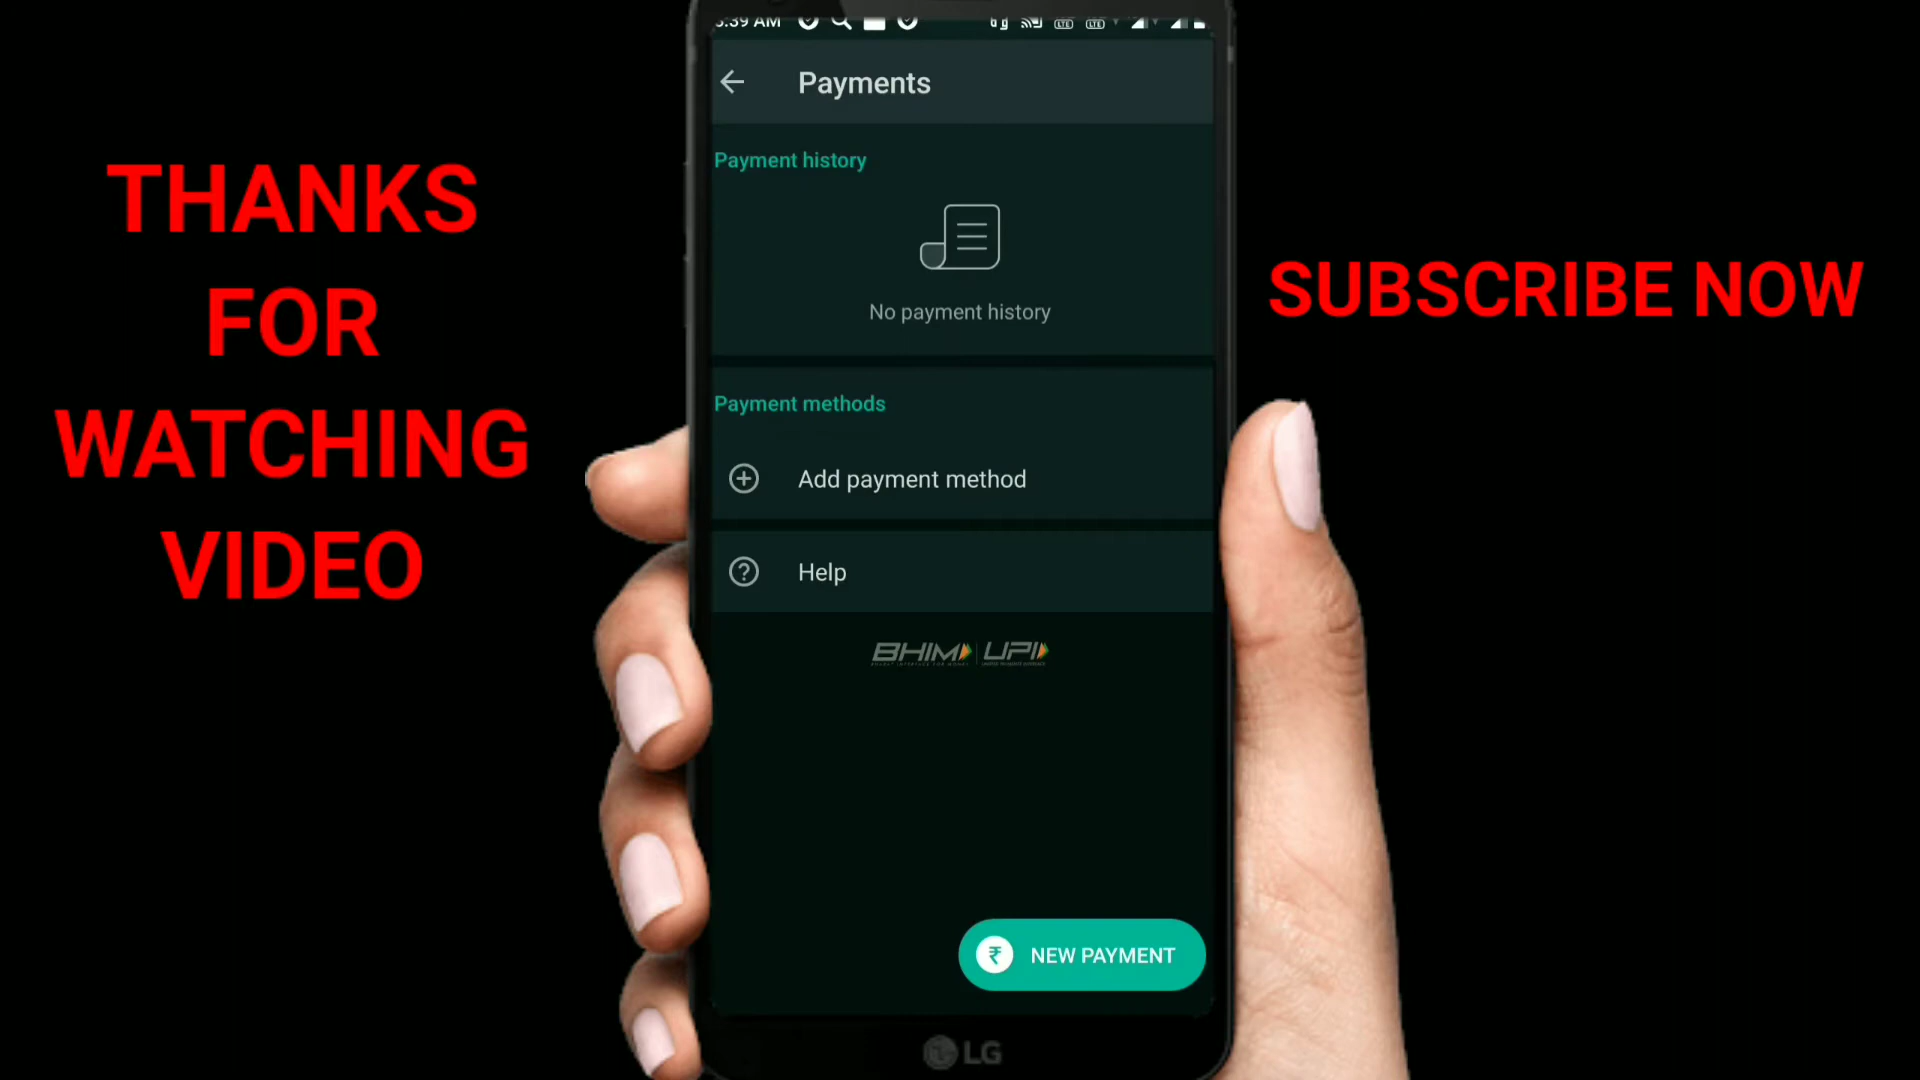 THANKS
FOR
WATCHING
VIDEO
SUBSCRIBE NOW
Payments
Payment history
No payment history
Payment methods
Add payment method
Help
BHIM UPI
NEW PAYMENT
LG